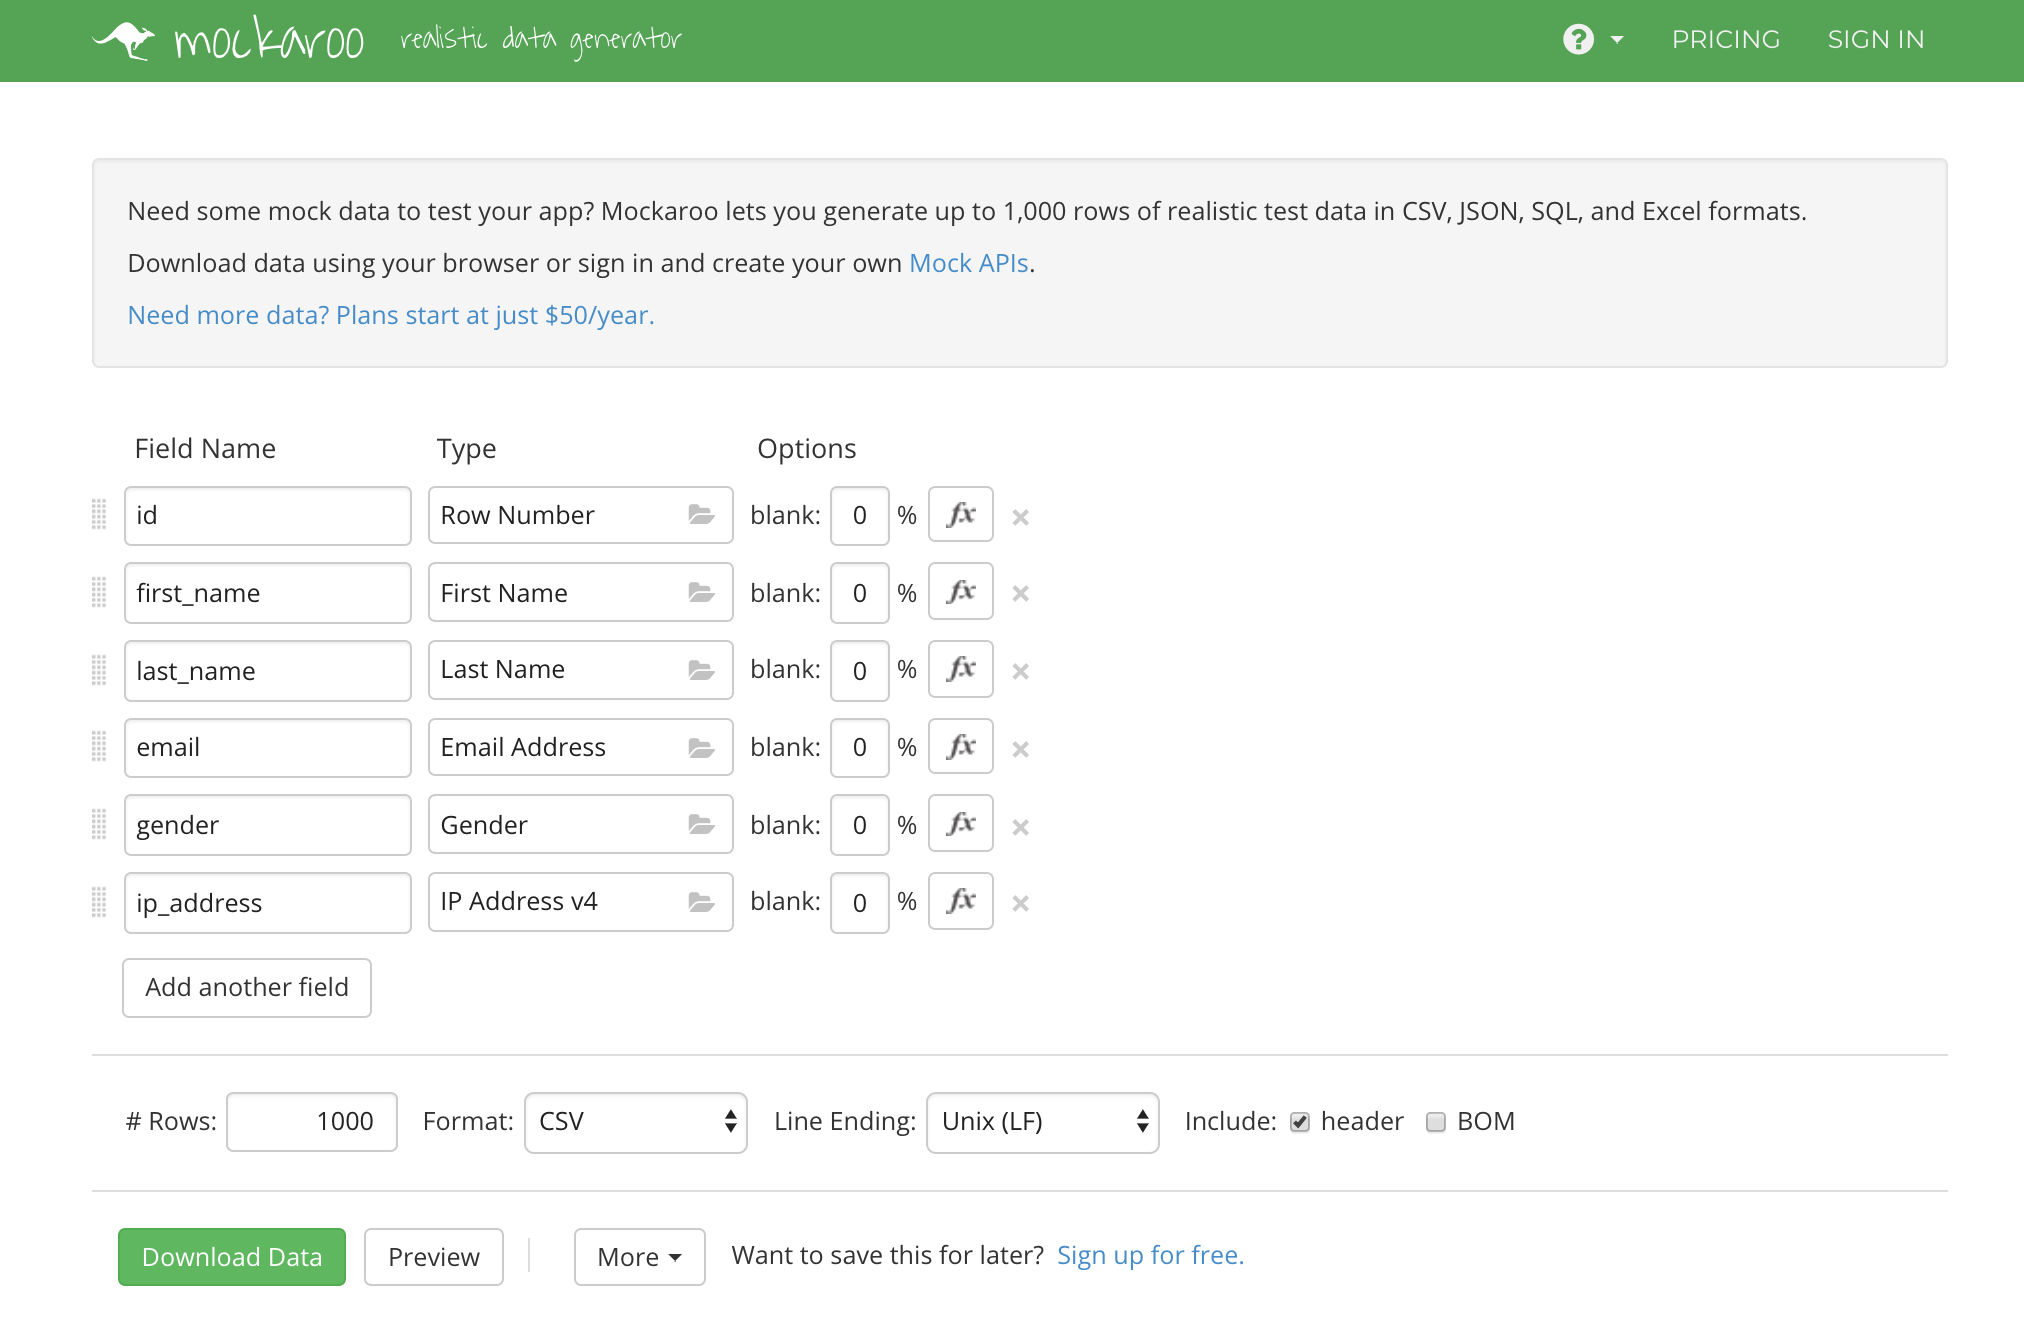 mockaroo realistic data generator ? PRICING SIGN IN
Need some mock data to test your app? Mockaroo lets you generate up to 1,000 rows of realistic test data in CSV, JSON, SQL, and Excel formats.
Download data using your browser or sign in and create your own Mock APIs.
Need more data? Plans start at just $50/year.
Field Name Type Options
id Row Number blank: 0 % fx ×
first_name First Name blank: 0 % fx ×
last_name Last Name blank: 0 % fx ×
email Email Address blank: 0 % fx ×
gender Gender blank: 0 % fx ×
ip_address IP Address v4 blank: 0 % fx ×
Add another field
# Rows: 1000 Format: CSV Line Ending: Unix (LF) Include: header BOM
Download Data Preview More Want to save this for later? Sign up for free.